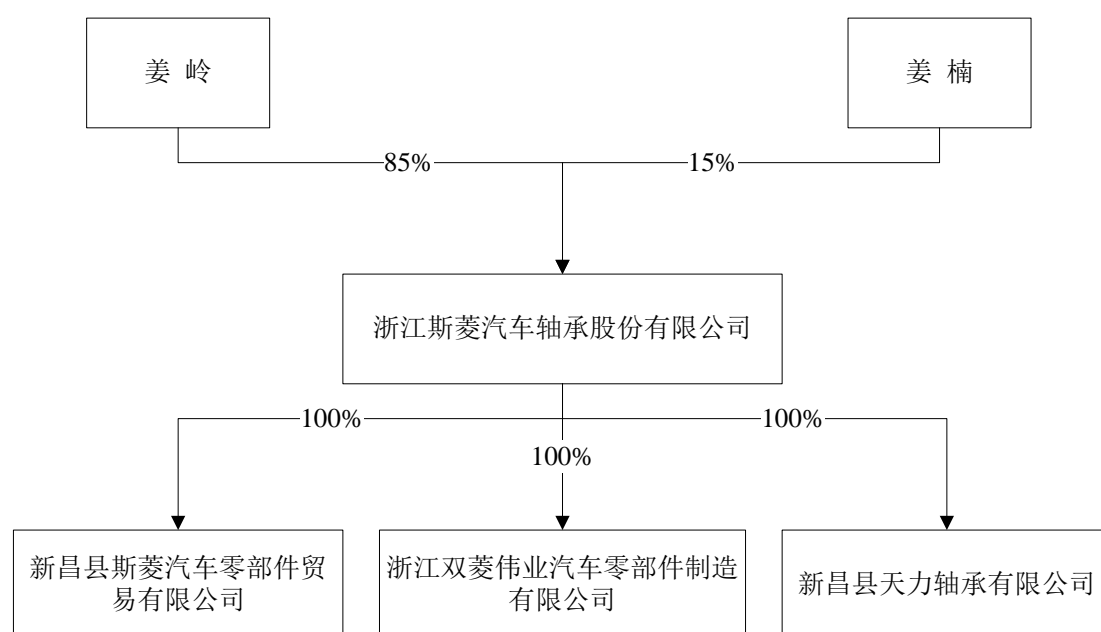 姜 岭
姜 楠
85%
15%
浙江斯菱汽车轴承股份有限公司
100%
100%
100%
新昌县斯菱汽车零部件贸
易有限公司
浙江双菱伟业汽车零部件制造
有限公司
新昌县天力轴承有限公司